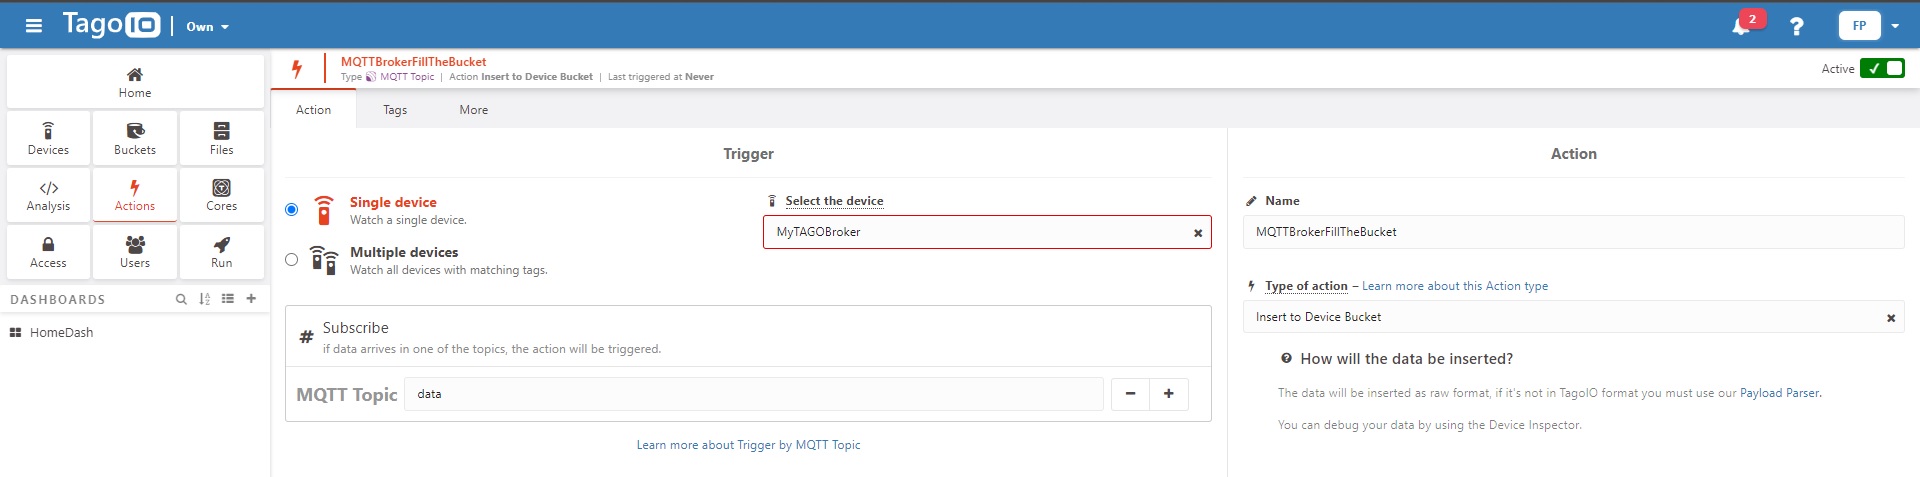 TagoIO Own 2 ? FP
Home
Devices Buckets Files
Analysis Actions Cores
Access Users Run
DASHBOARDS
HomeDash
MQTTBrokerFillTheBucket
Type MQTT Topic | Action Insert to Device Bucket | Last triggered at Never
Active
Action Tags More
Trigger
Single device
Watch a single device.
Multiple devices
Watch all devices with matching tags.
Select the device
MyTAGOBroker
# Subscribe
if data arrives in one of the topics, the action will be triggered.
MQTT Topic data − +
Learn more about Trigger by MQTT Topic
Action
Name
MQTTBrokerFillTheBucket
Type of action – Learn more about this Action type
Insert to Device Bucket
How will the data be inserted?
The data will be inserted as raw format, if it's not in TagoIO format you must use our Payload Parser.
You can debug your data by using the Device Inspector.